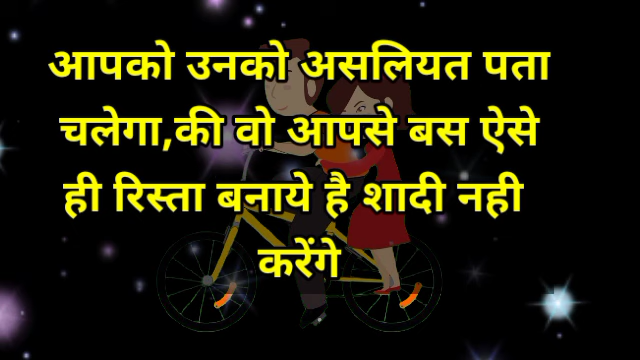 आपको उनको असलियत पता
चलेगा,की वो आपसे बस ऐसे
ही रिस्ता बनाये है शादी नही
करेंगे